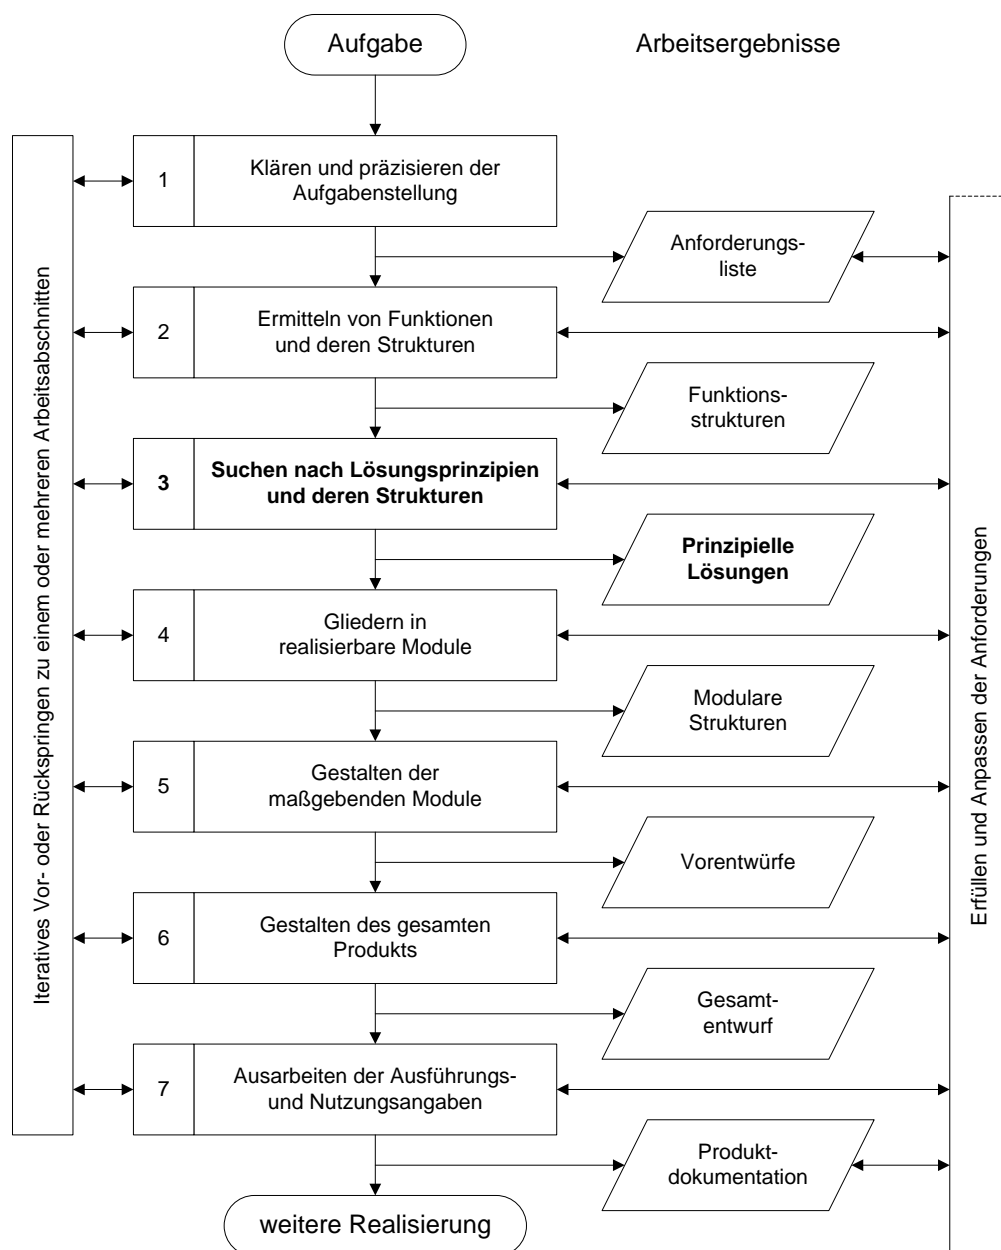 Aufgabe
Arbeitsergebnisse
Iteratives Vor- oder Rückspringen zu einem oder mehreren Arbeitsabschnitten
1
Klären und präzisieren der
Aufgabenstellung
Anforderungs-
liste
2
Ermitteln von Funktionen
und deren Strukturen
Funktions-
strukturen
3
Suchen nach Lösungsprinzipien
und deren Strukturen
Prinzipielle
Lösungen
4
Gliedern in
realisierbare Module
Modulare
Strukturen
5
Gestalten der
maßgebenden Module
Vorentwürfe
6
Gestalten des gesamten
Produkts
Gesamt-
entwurf
7
Ausarbeiten der Ausführungs-
und Nutzungsangaben
Produkt-
dokumentation
weitere Realisierung
Erfüllen und Anpassen der Anforderungen